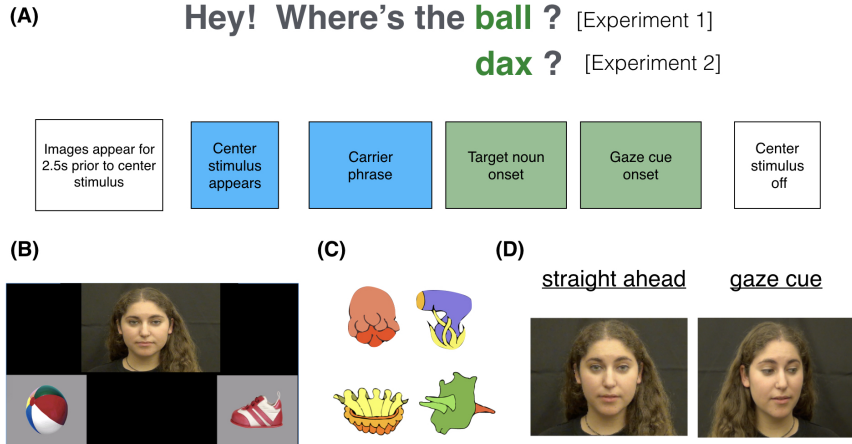 (A)
Hey! Where's the ball ? [Experiment 1]
dax ? [Experiment 2]
Images appear for
2.5s prior to center
stimulus
Center
stimulus
appears
Carrier
phrase
Target noun
onset
Gaze cue
onset
Center
stimulus
off
(B)
(C)
(D)
straight ahead
gaze cue